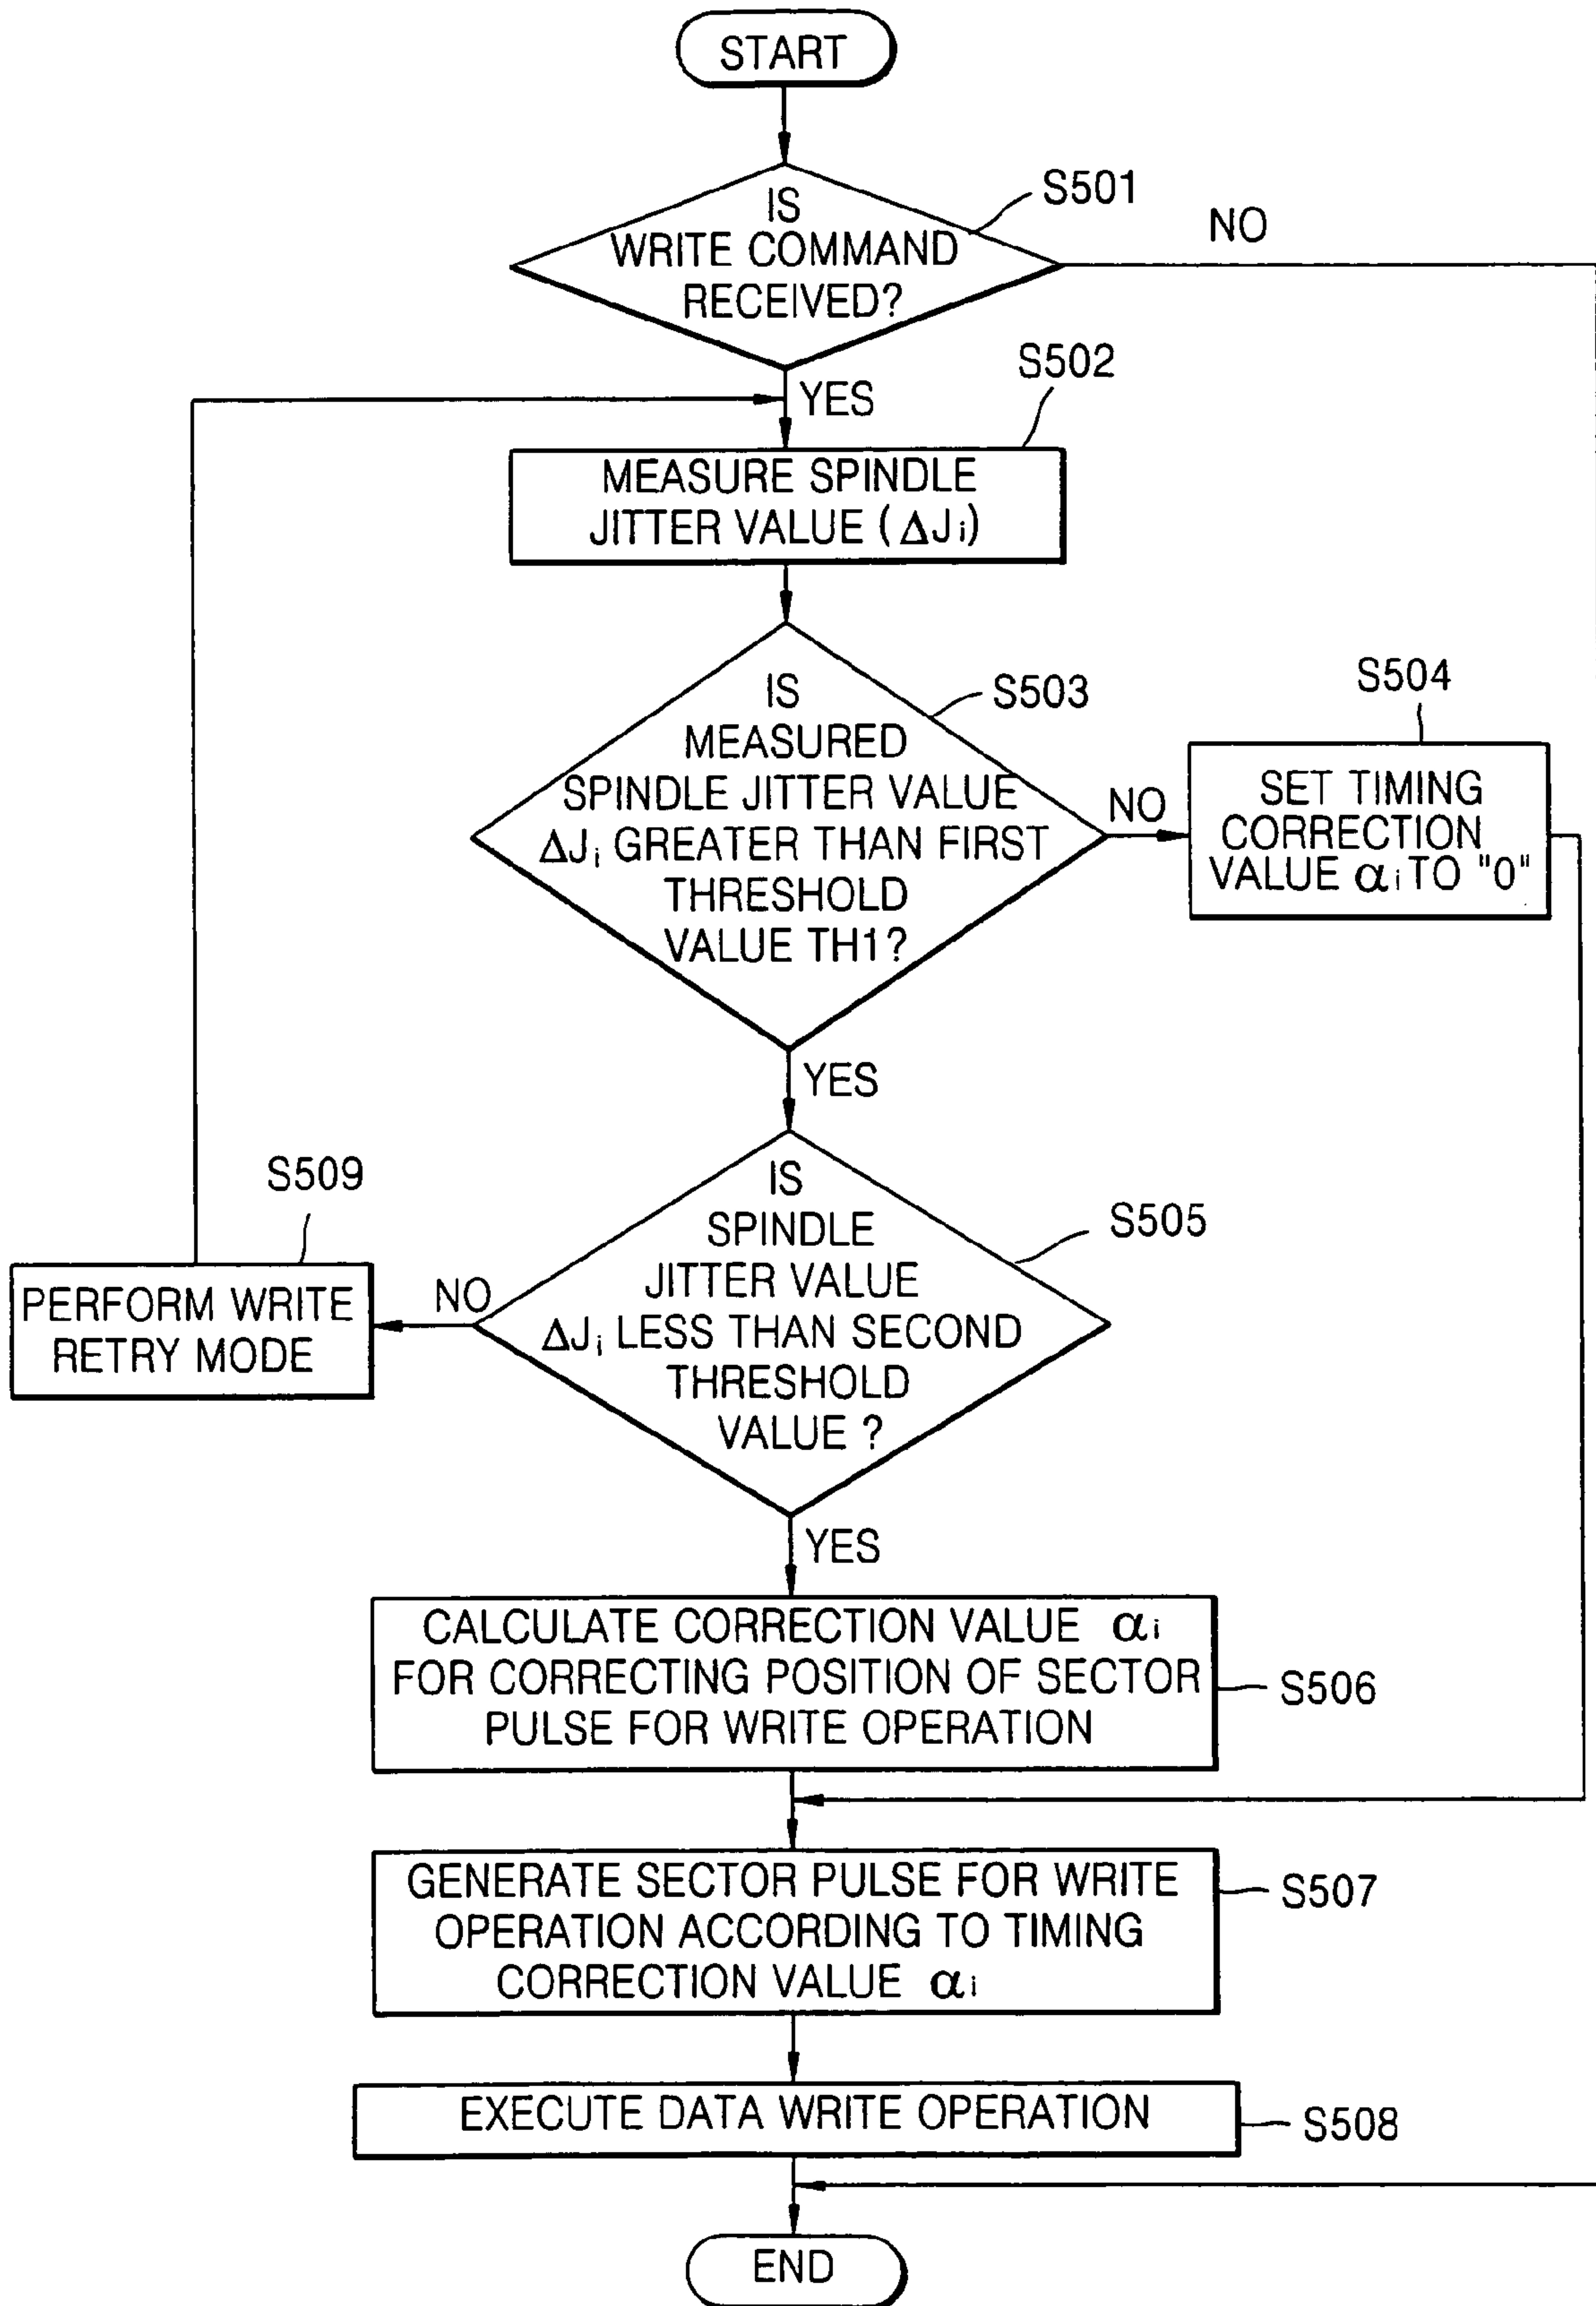 START
IS
WRITE COMMAND
RECEIVED?
S501
NO
YES
S502
MEASURE SPINDLE
JITTER VALUE (ΔJi)
IS
MEASURED
SPINDLE JITTER VALUE
ΔJi GREATER THAN FIRST
THRESHOLD
VALUE TH1?
S503
NO
S504
SET TIMING
CORRECTION
VALUE αi TO "0"
YES
IS
SPINDLE
JITTER VALUE
ΔJi LESS THAN SECOND
THRESHOLD
VALUE ?
S505
NO
S509
PERFORM WRITE
RETRY MODE
YES
CALCULATE CORRECTION VALUE αi
FOR CORRECTING POSITION OF SECTOR
PULSE FOR WRITE OPERATION
S506
GENERATE SECTOR PULSE FOR WRITE
OPERATION ACCORDING TO TIMING
CORRECTION VALUE αi
S507
EXECUTE DATA WRITE OPERATION
S508
END